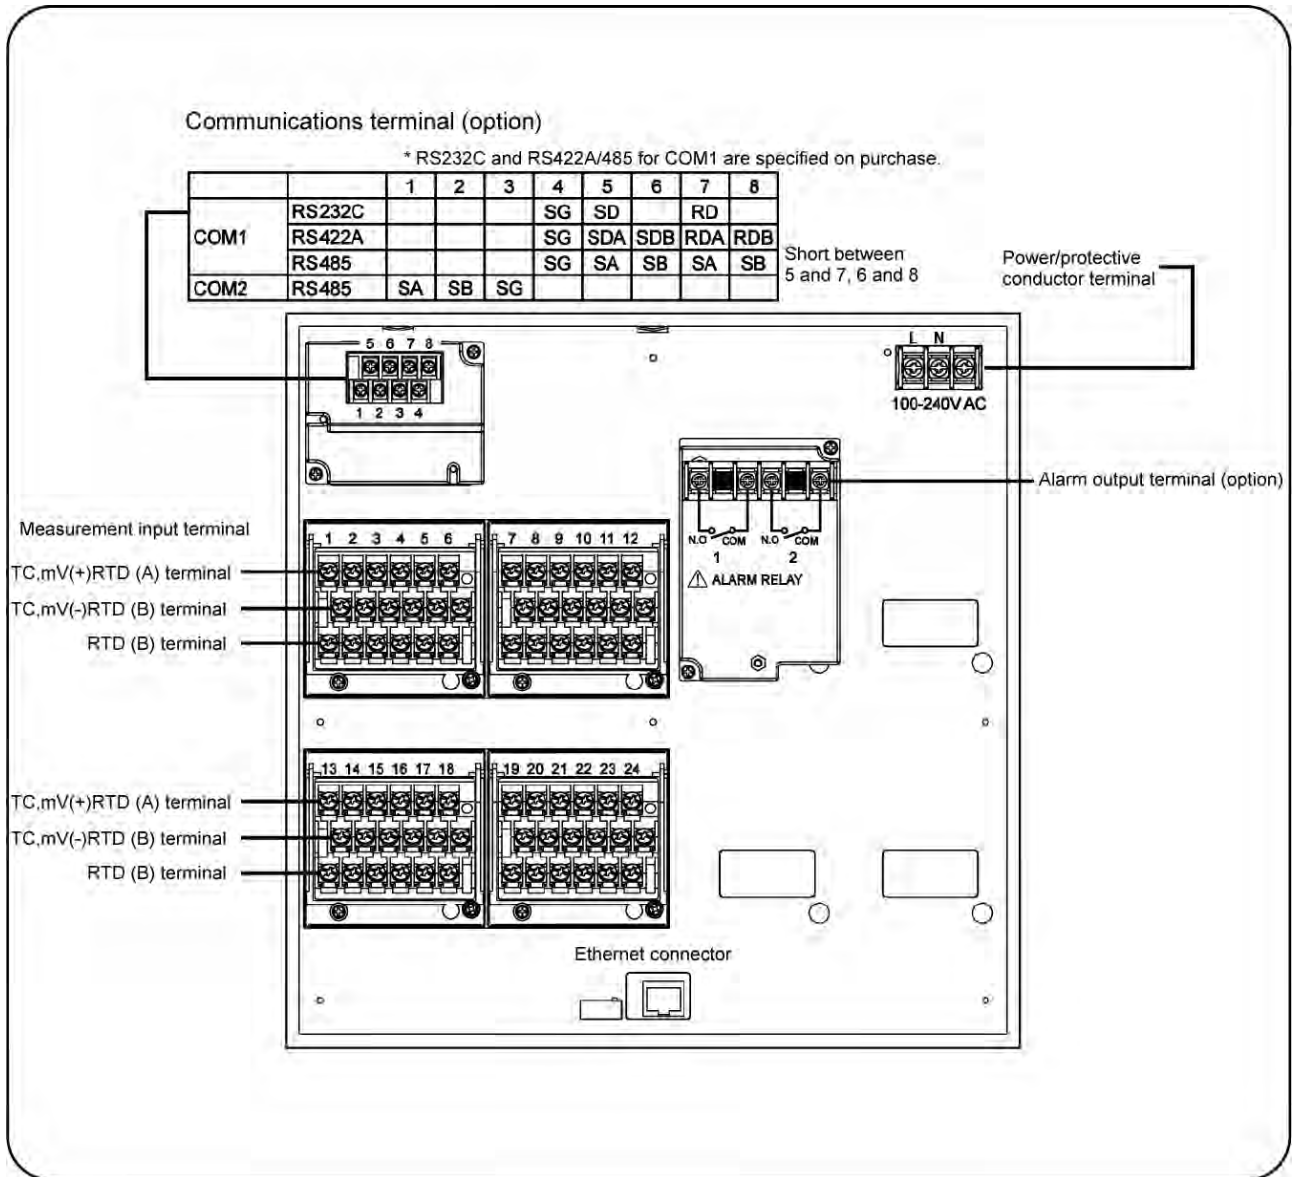 Communications terminal (option)
* RS232C and RS422A/485 for COM1 are specified on purchase.
1 2 3 4 5 6 7 8
COM1 RS232C SG SD RD
RS422A SG SDA SDB RDA RDB
RS485 SG SA SB SA SB
COM2 RS485 SA SB SG
Short between
5 and 7, 6 and 8
Power/protective
conductor terminal
5 6 7 8
1 2 3 4
L N
100-240V AC
Alarm output terminal (option)
N.O COM N.O COM
1 2
⚠ ALARM RELAY
Measurement input terminal
1 2 3 4 5 6
7 8 9 10 11 12
TC,mV(+)RTD (A) terminal
TC,mV(-)RTD (B) terminal
RTD (B) terminal
13 14 15 16 17 18
19 20 21 22 23 24
TC,mV(+)RTD (A) terminal
TC,mV(-)RTD (B) terminal
RTD (B) terminal
Ethernet connector